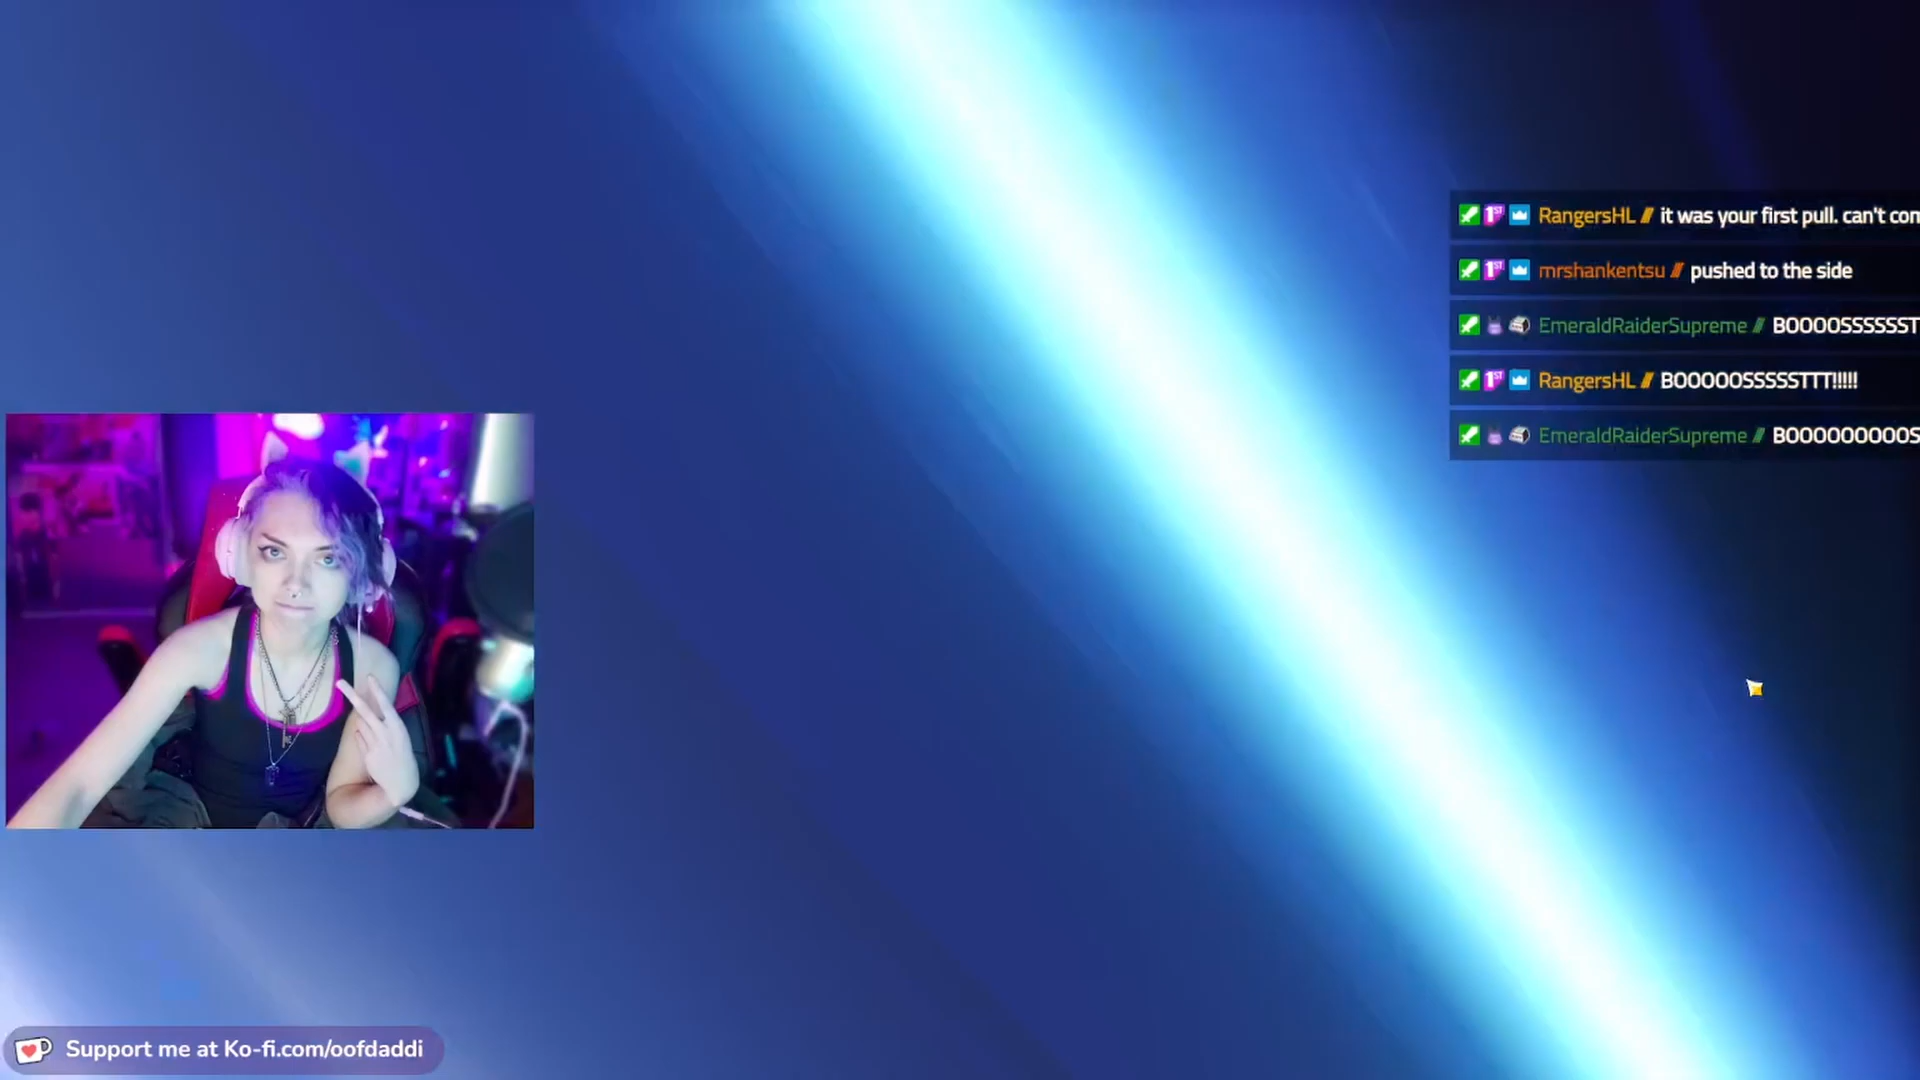 RangersHL // it was your first pull. can't
mrshankentsu // pushed to the side
EmeraldRaiderSupreme // BOOOOSSSSSST
RangersHL // BOOOOOSSSSSTTT!!!!!
EmeraldRaiderSupreme // BOOOOOOOOOS
Support me at Ko-fi.com/oofdaddi